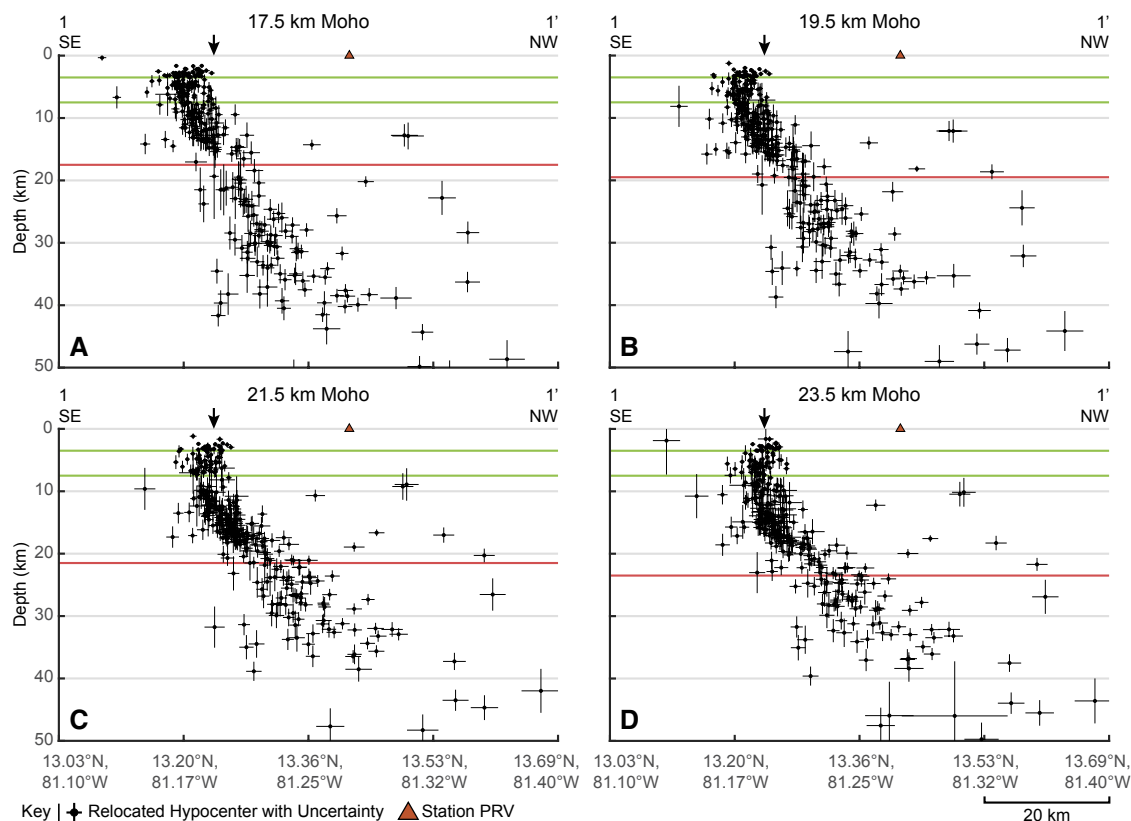 1 17.5 km Moho 1'
SE NW
1 19.5 km Moho 1'
SE NW
0
10
20
30
40
50
Depth (km)
A
B
1 21.5 km Moho 1'
SE NW
1 23.5 km Moho 1'
SE NW
0
10
20
30
40
50
Depth (km)
C
D
13.03°N, 13.20°N, 13.36°N, 13.53°N, 13.69°N,
81.10°W 81.17°W 81.25°W 81.32°W 81.40°W
13.03°N, 13.20°N, 13.36°N, 13.53°N, 13.69°N,
81.10°W 81.17°W 81.25°W 81.32°W 81.40°W
Key | Relocated Hypocenter with Uncertainty Station PRV
20 km